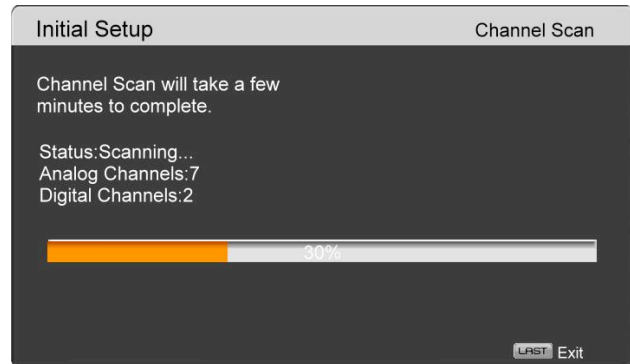 Initial Setup
Channel Scan
Channel Scan will take a few
minutes to complete.
Status:Scanning...
Analog Channels:7
Digital Channels:2
30%
LAST Exit